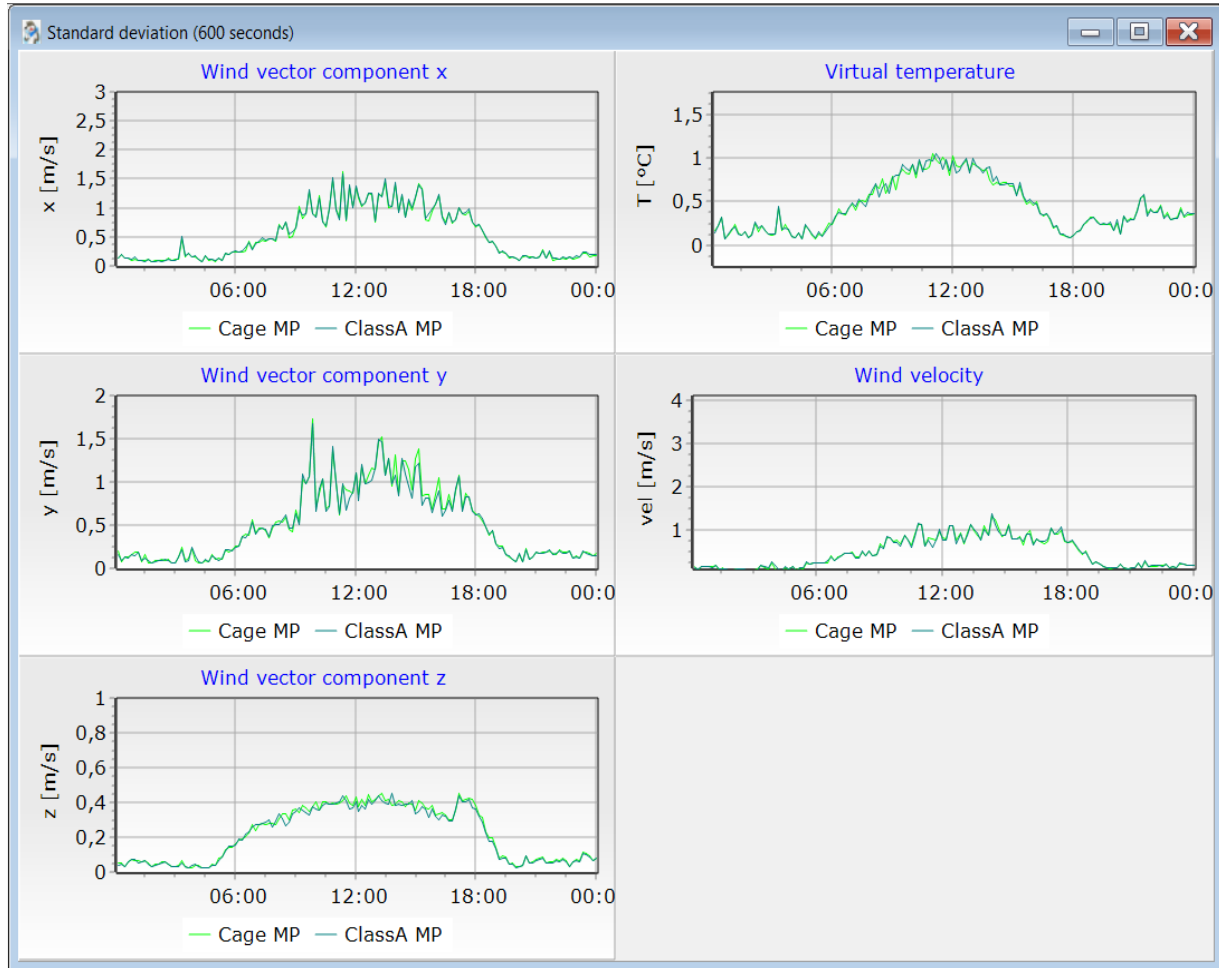 Standard deviation (600 seconds)
Wind vector component x
3
2,5
2
1,5
1
0,5
0
x [m/s]
06:00 12:00 18:00 00:0
Cage MP ClassA MP
Virtual temperature
1,5
1
0,5
0
T [°C]
06:00 12:00 18:00 00:0
Cage MP ClassA MP
Wind vector component y
2
1,5
1
0,5
0
y [m/s]
06:00 12:00 18:00 00:0
Cage MP ClassA MP
Wind velocity
4
3
2
1
vel [m/s]
06:00 12:00 18:00 00:0
Cage MP ClassA MP
Wind vector component z
1
0,8
0,6
0,4
0,2
0
z [m/s]
06:00 12:00 18:00 00:0
Cage MP ClassA MP